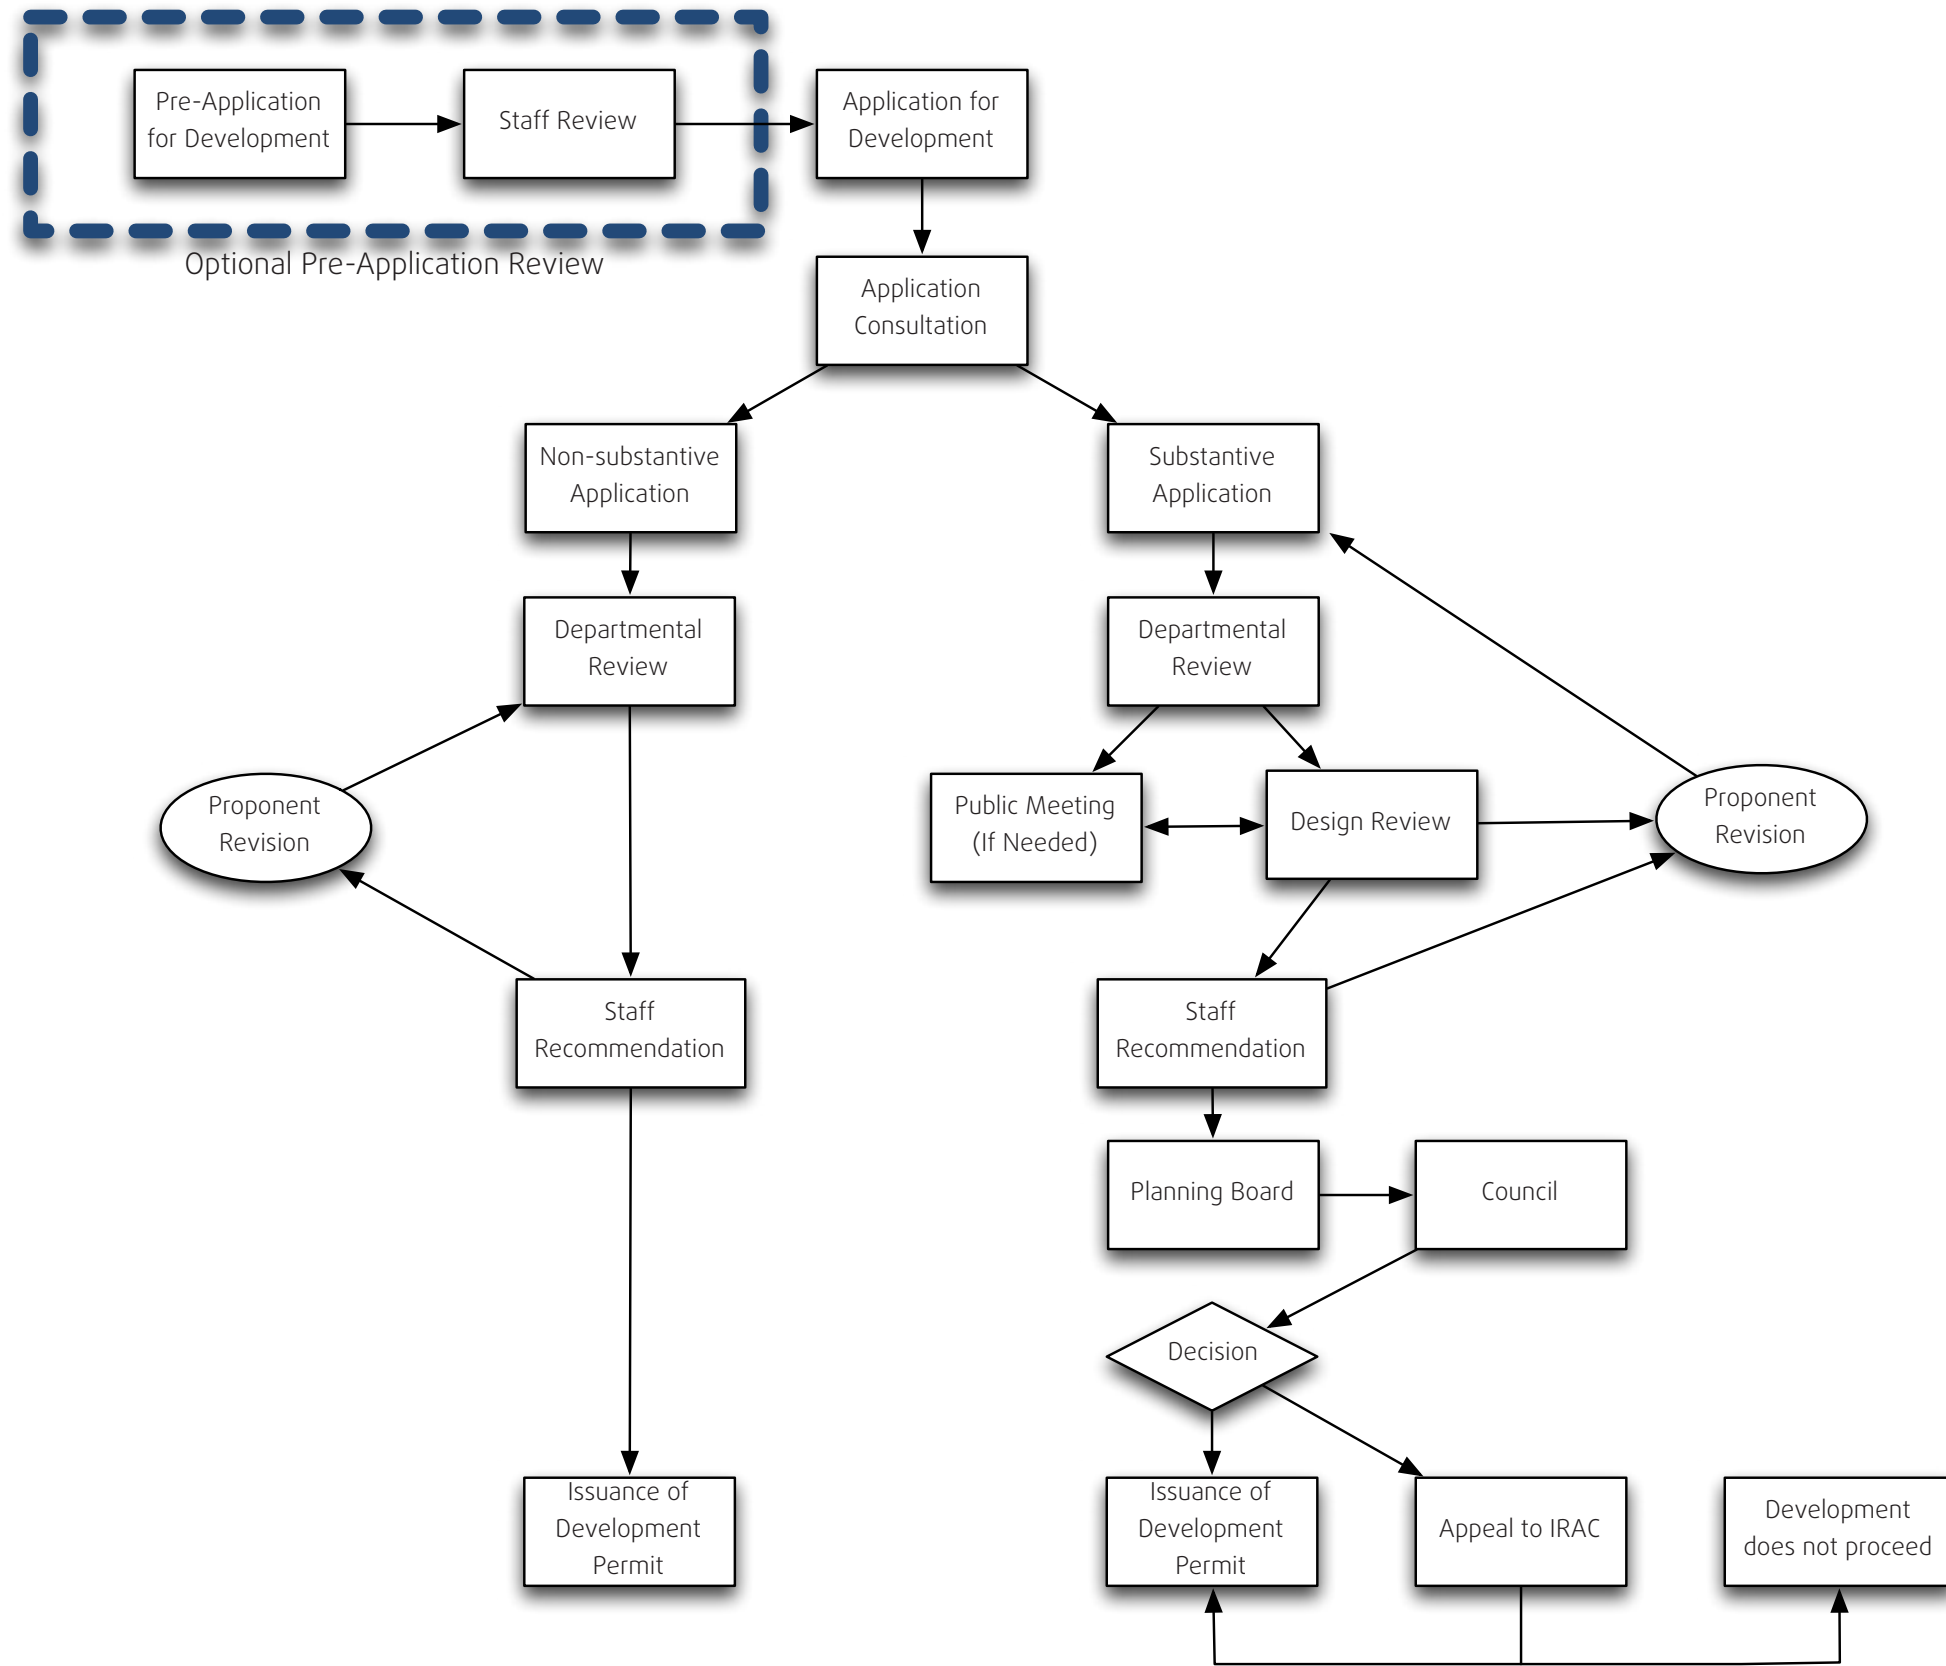 Pre-Application
for Development
Staff Review
Application for
Development
Optional Pre-Application Review
Application
Consultation
Non-substantive
Application
Substantive
Application
Departmental
Review
Departmental
Review
Proponent
Revision
Public Meeting
(If Needed)
Design Review
Proponent
Revision
Staff
Recommendation
Staff
Recommendation
Planning Board
Council
Decision
Issuance of
Development
Permit
Issuance of
Development
Permit
Appeal to IRAC
Development
does not proceed